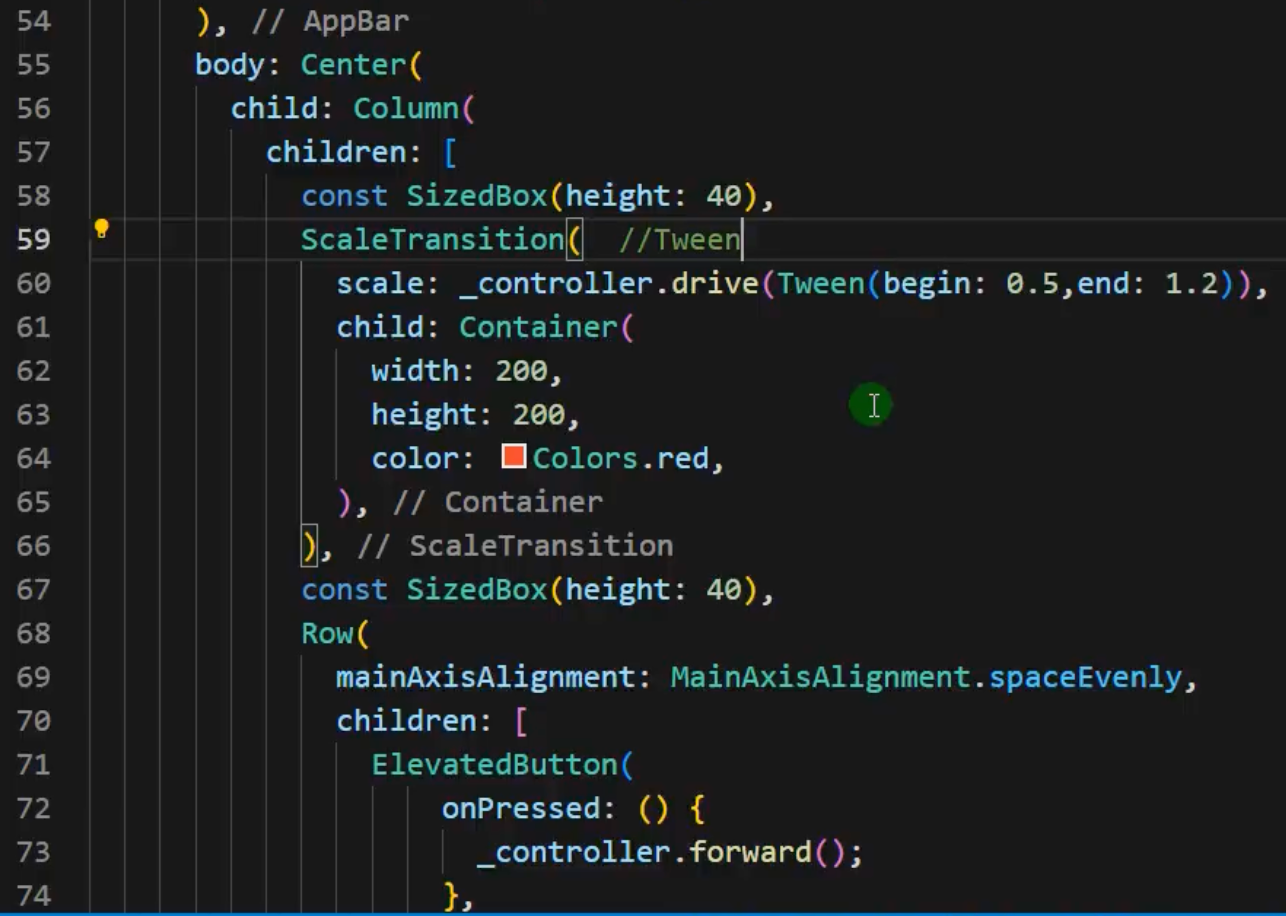 54 ), // AppBar
55 body: Center(
56 child: Column(
57 children: [
58 const SizedBox(height: 40),
59 ScaleTransition(  //Tween
60 scale: _controller.drive(Tween(begin: 0.5,end: 1.2)),
61 child: Container(
62 width: 200,
63 height: 200,
64 color: Colors.red,
65 ), // Container
66 ), // ScaleTransition
67 const SizedBox(height: 40),
68 Row(
69 mainAxisAlignment: MainAxisAlignment.spaceEvenly,
70 children: [
71 ElevatedButton(
72 onPressed: () {
73 _controller.forward();
74 },